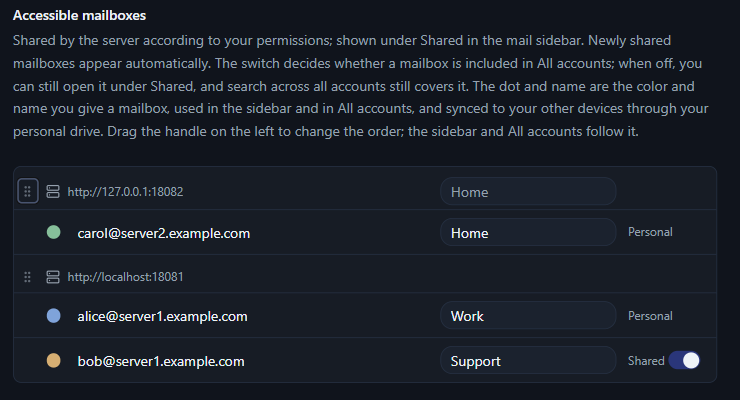 Accessible mailboxes
Shared by the server according to your permissions; shown under Shared in the mail sidebar. Newly shared
mailboxes appear automatically. The switch decides whether a mailbox is included in All accounts; when off, you
can still open it under Shared, and search across all accounts still covers it. The dot and name are the color and
name you give a mailbox, used in the sidebar and in All accounts, and synced to your other devices through your
personal drive. Drag the handle on the left to change the order; the sidebar and All accounts follow it.
http://127.0.0.1:18082 Home
carol@server2.example.com Home Personal
http://localhost:18081
alice@server1.example.com Work Personal
bob@server1.example.com Support Shared